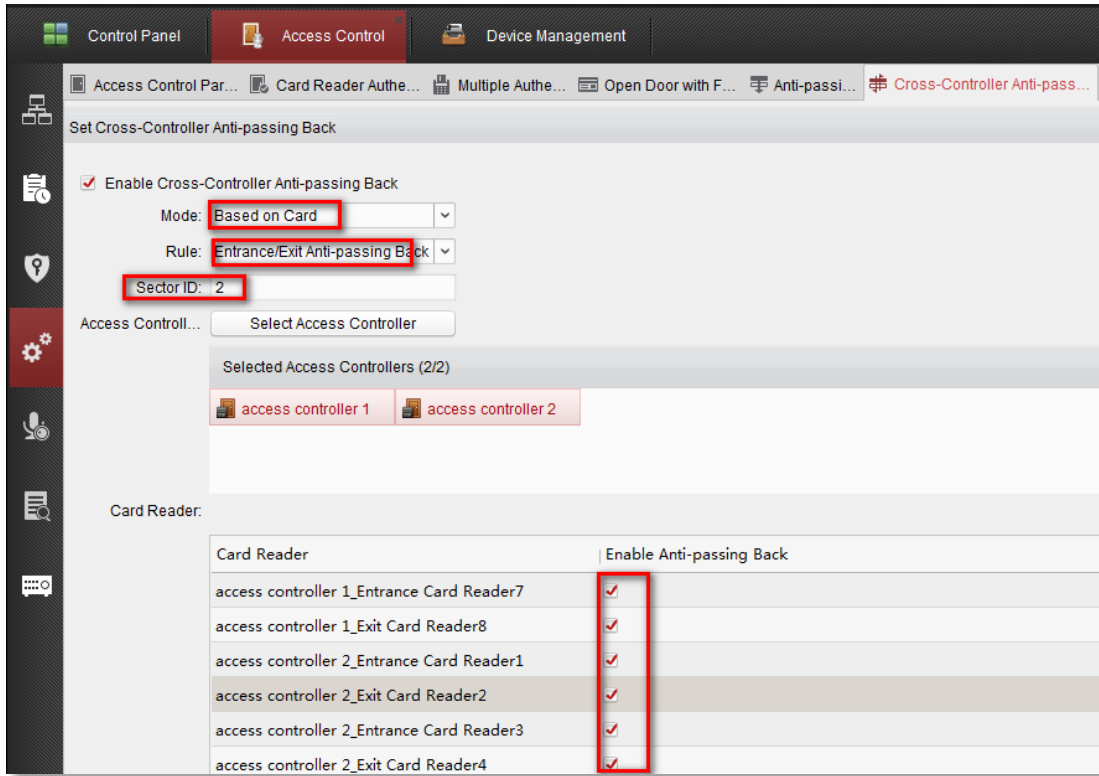 Control Panel Access Control Device Management
Access Control Par... Card Reader Authe... Multiple Authe... Open Door with F... Anti-passi... Cross-Controller Anti-pass...
Set Cross-Controller Anti-passing Back
Enable Cross-Controller Anti-passing Back
Mode: Based on Card
Rule: Entrance/Exit Anti-passing Back
Sector ID: 2
Access Controll... Select Access Controller
Selected Access Controllers (2/2)
access controller 1 access controller 2
Card Reader:
Card Reader Enable Anti-passing Back
access controller 1_Entrance Card Reader7
access controller 1_Exit Card Reader8
access controller 2_Entrance Card Reader1
access controller 2_Exit Card Reader2
access controller 2_Entrance Card Reader3
access controller 2_Exit Card Reader4